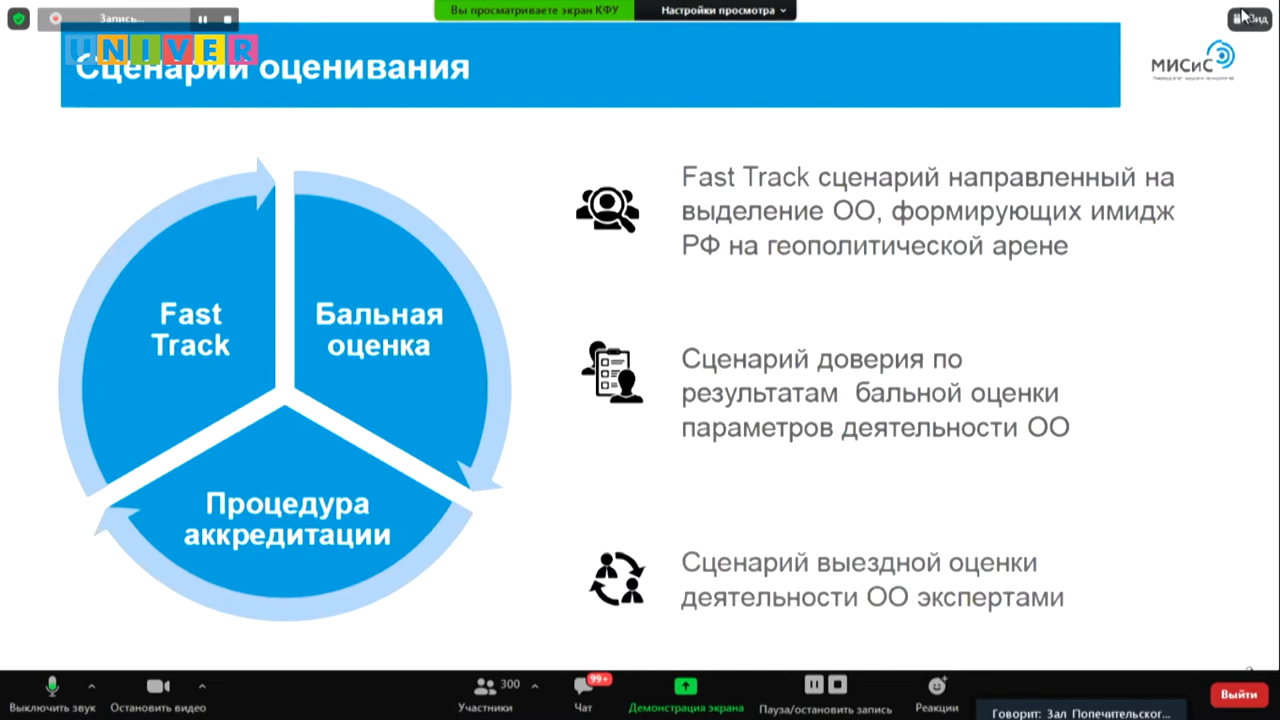 Вы просматриваете экран КФУ
Настройки просмотра
Запись...
Вид
UNIVER
Сценарии оценивания
МИСиС
Fast
Track
Бальная
оценка
Процедура
аккредитации
Fast Track сценарий направленный на
выделение ОО, формирующих имидж
РФ на геополитической арене
Сценарий доверия по
результатам бальной оценки
параметров деятельности ОО
Сценарий выездной оценки
деятельности ОО экспертами
Выключить звук
Остановить видео
300
Участники
99+
Чат
Демонстрация экрана
Пауза/остановить запись
Реакции
Говорит: Зал Попечительског...
Выйти